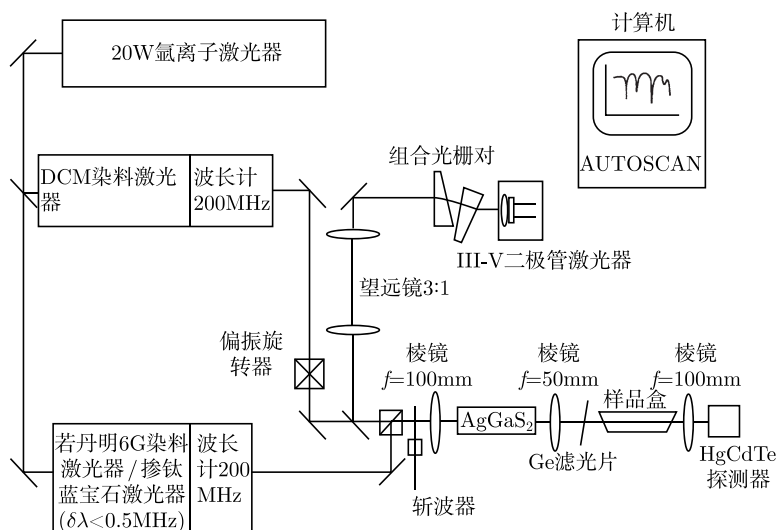 计算机
20W氩离子激光器
AUTOSCAN
组合光栅对
DCM染料激光
器
波长计
200MHz
III-V二极管激光器
望远镜3:1
偏振旋
转器
棱镜
f=100mm
棱镜
f=50mm
棱镜
f=100mm
样品盒
AgGaS₂
Ge滤光片
HgCdTe
探测器
斩波器
若丹明6G染料
激光器/掺钛
蓝宝石激光器
(δλ<0.5MHz)
波长
计200
MHz